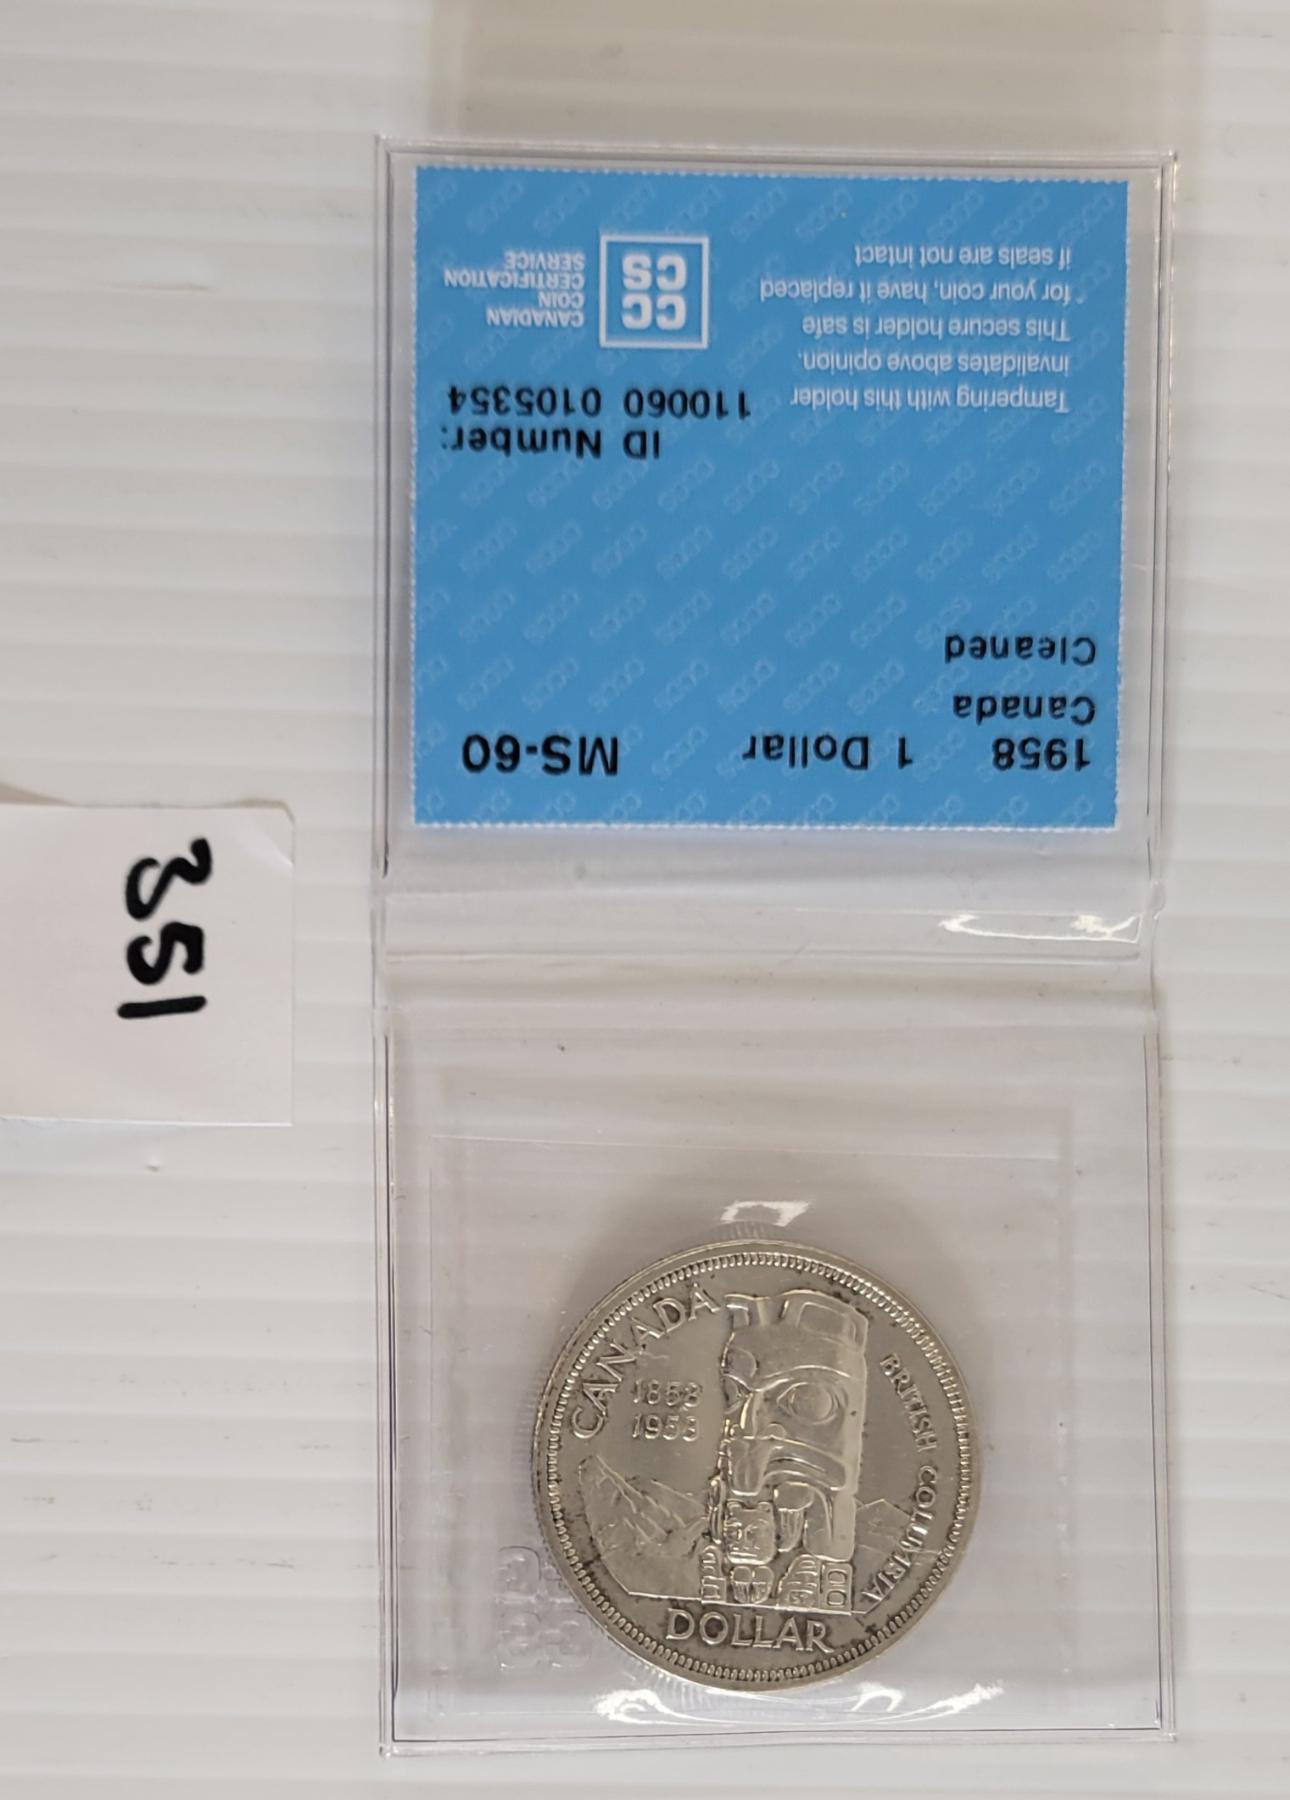 1958 1 Dollar MS-60
Canada
Cleaned
ID Number:
110060 0105354
Tampering with this holder
invalidates above opinion.
This secure holder is safe
for your coin, have it replaced
if seals are not intact
CC
CS
CANADIAN
COIN
CERTIFICATION
SERVICE
351
CANADA
1858
1958
BRITISH COLUMBIA
DOLLAR